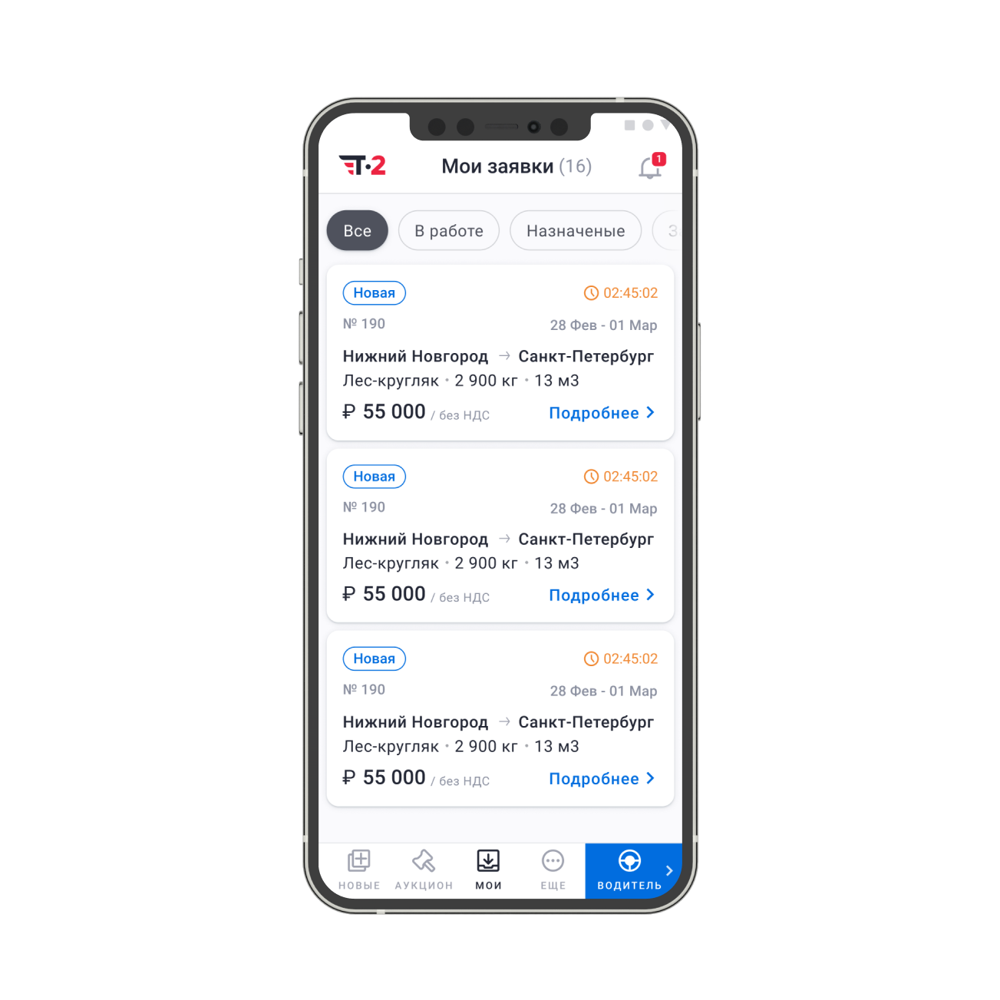 T·2
Мои заявки (16)
1
Все
В работе
Назначеные
Новая
02:45:02
№ 190
28 Фев - 01 Мар
Нижний Новгород → Санкт-Петербург
Лес-кругляк • 2 900 кг • 13 м3
₽ 55 000 / без НДС
Подробнее
Новая
02:45:02
№ 190
28 Фев - 01 Мар
Нижний Новгород → Санкт-Петербург
Лес-кругляк • 2 900 кг • 13 м3
₽ 55 000 / без НДС
Подробнее
Новая
02:45:02
№ 190
28 Фев - 01 Мар
Нижний Новгород → Санкт-Петербург
Лес-кругляк • 2 900 кг • 13 м3
₽ 55 000 / без НДС
Подробнее
НОВЫЕ
АУКЦИОН
МОИ
ЕЩЕ
ВОДИТЕЛЬ